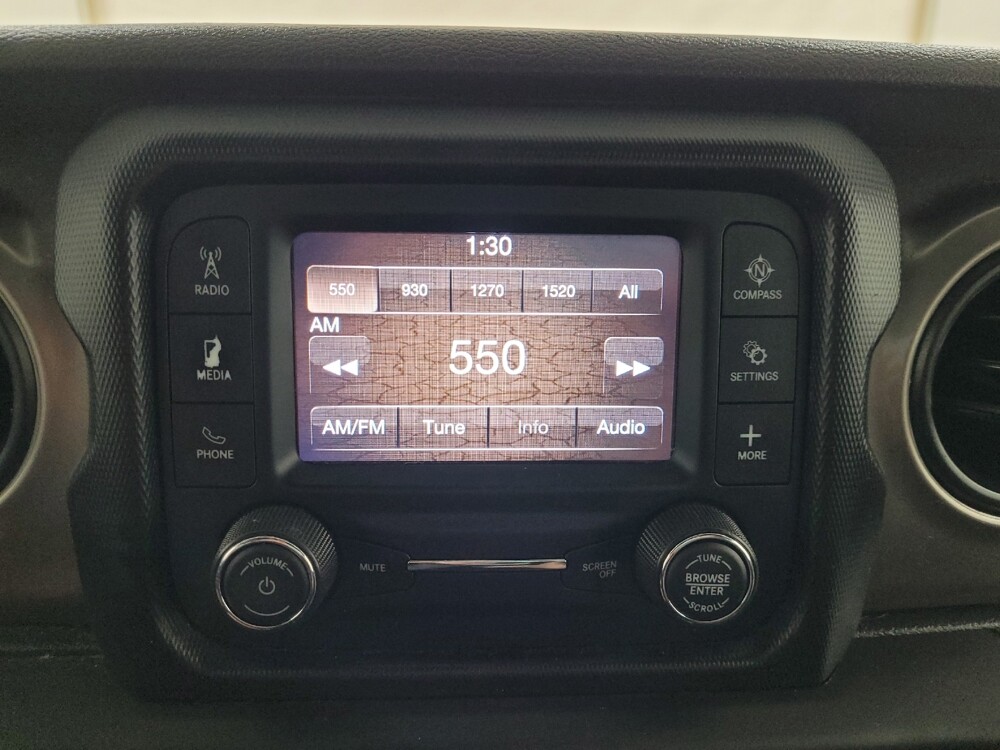 1:30
550 930 1270 1520 All
AM
550
AM/FM Tune Info Audio
RADIO
MEDIA
PHONE
N
COMPASS
SETTINGS
MORE
VOLUME
MUTE
SCREEN
OFF
TUNE
BROWSE
ENTER
SCROLL